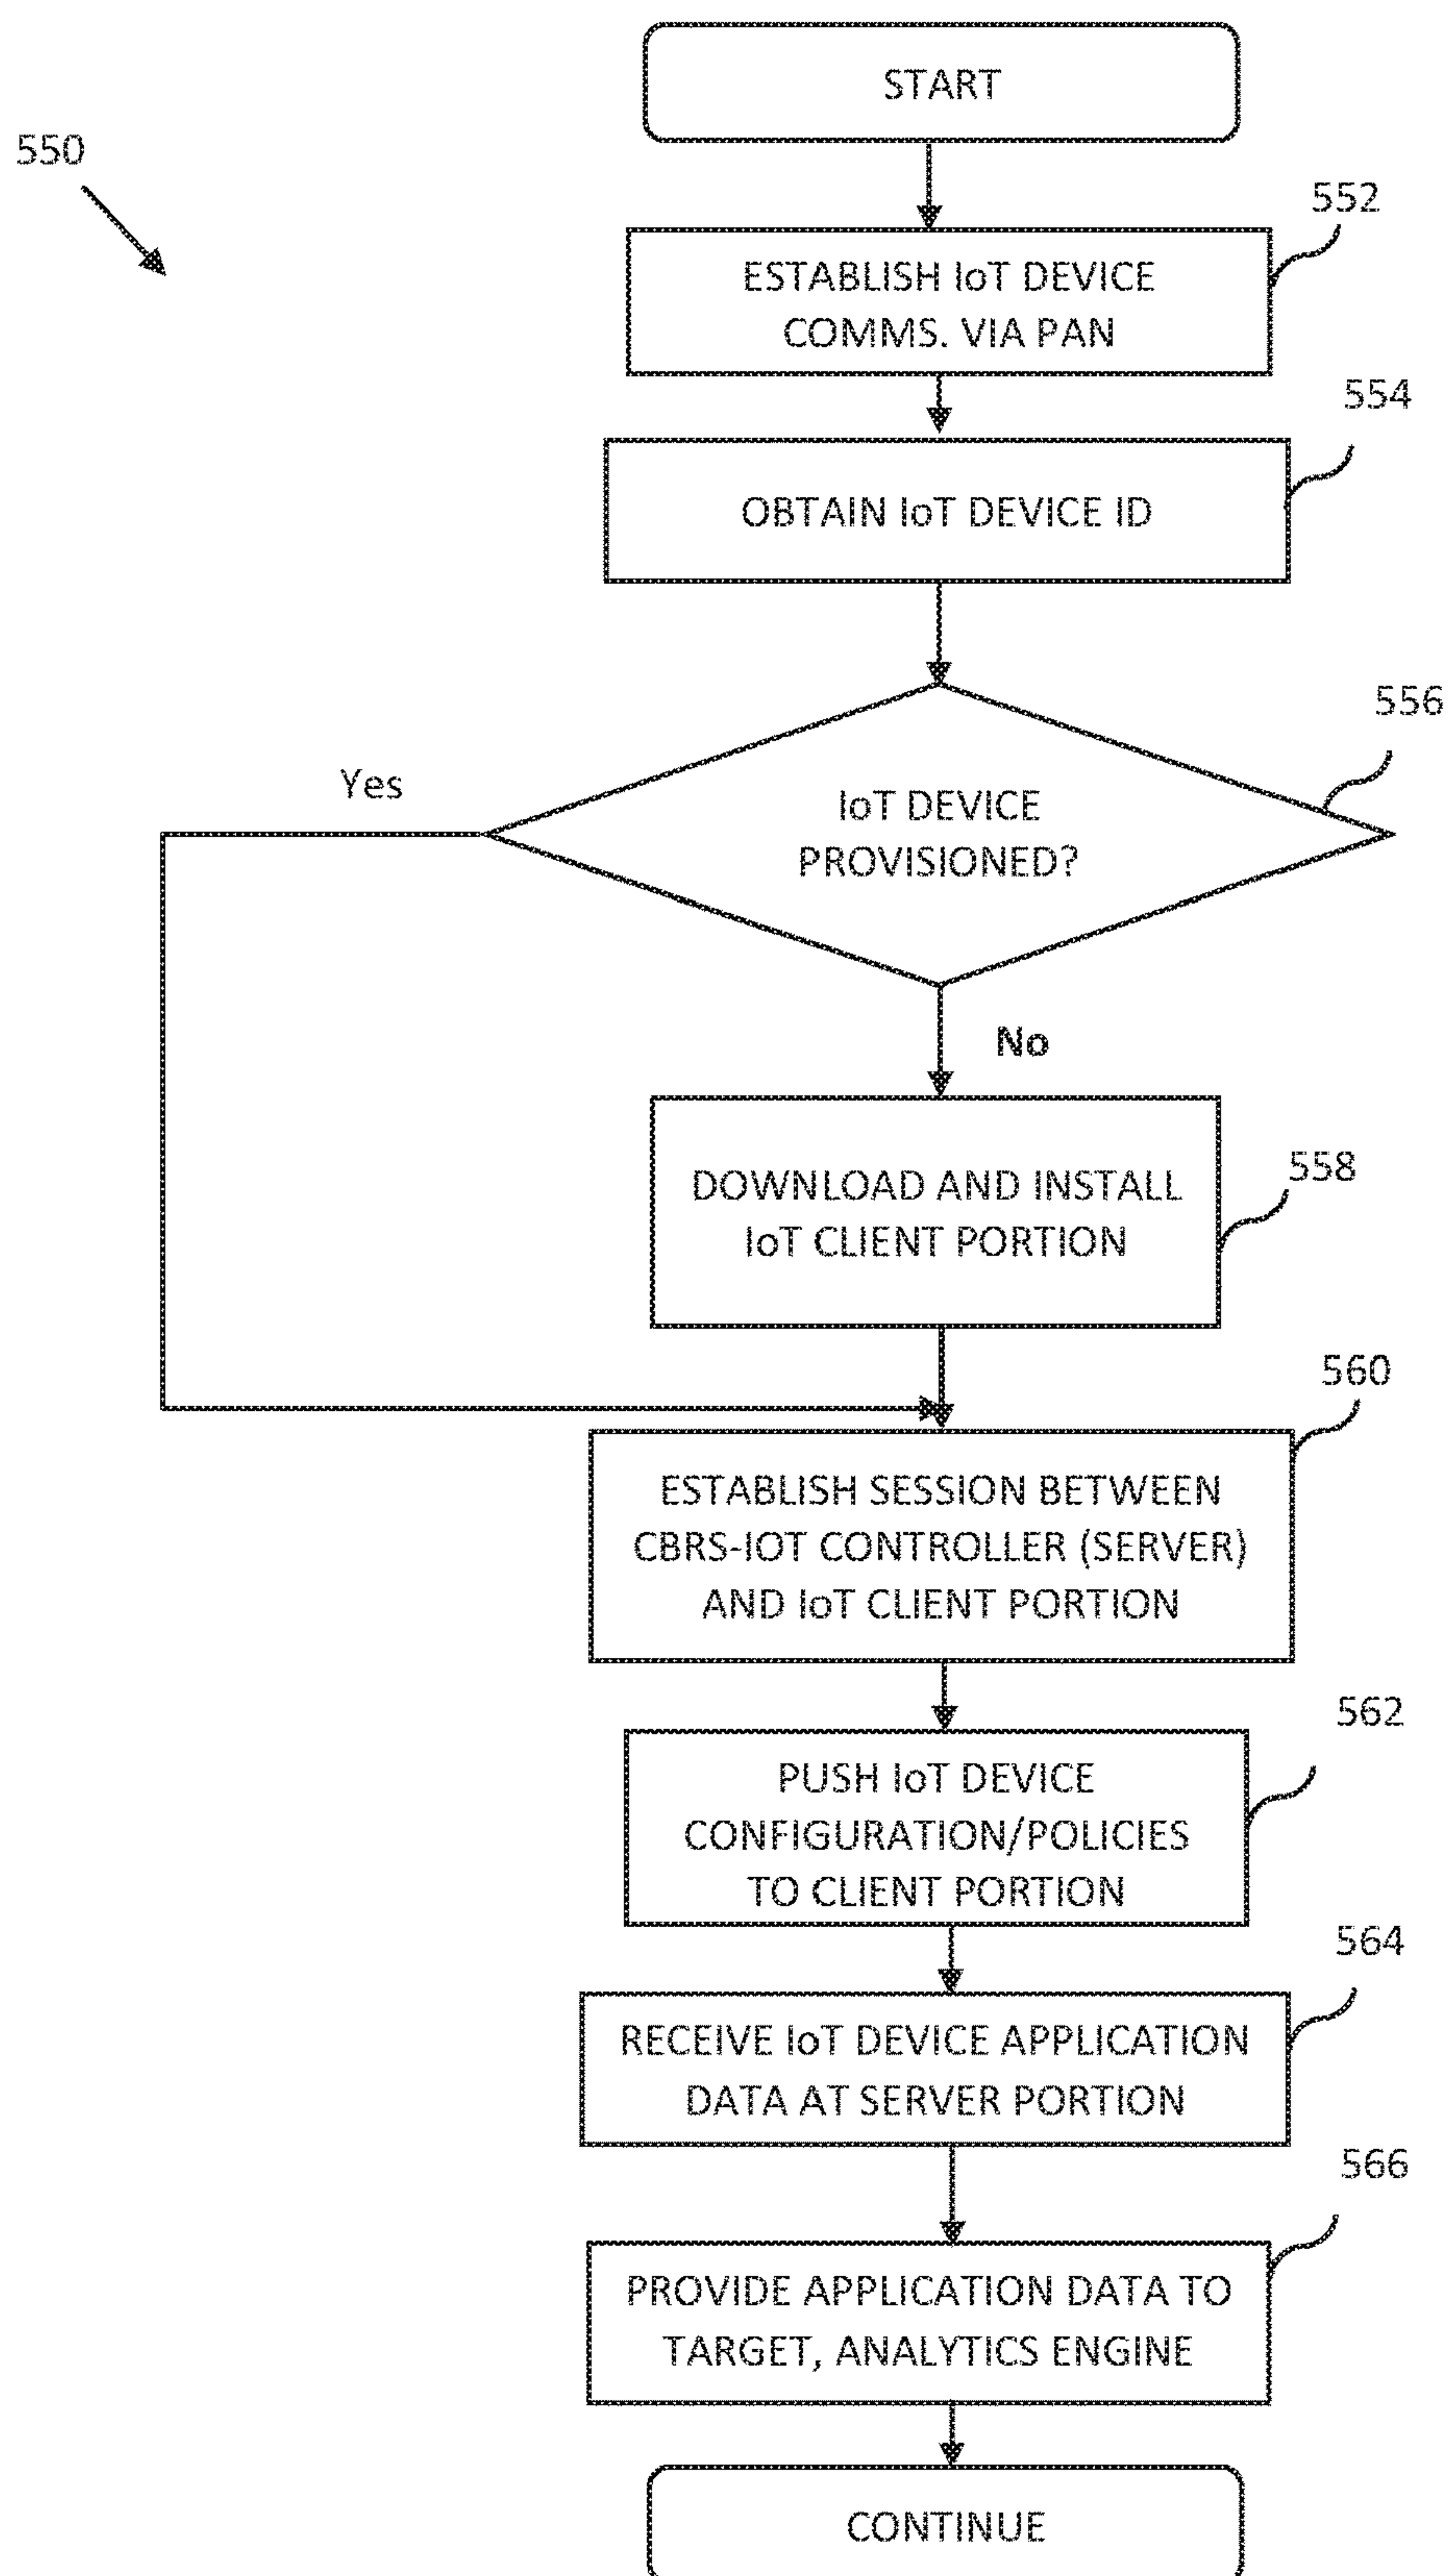 START
550
552
ESTABLISH IoT DEVICE
COMMS. VIA PAN
554
OBTAIN IoT DEVICE ID
556
Yes
IoT DEVICE
PROVISIONED?
No
558
DOWNLOAD AND INSTALL
IoT CLIENT PORTION
560
ESTABLISH SESSION BETWEEN
CBRS-IOT CONTROLLER (SERVER)
AND IoT CLIENT PORTION
562
PUSH IoT DEVICE
CONFIGURATION/POLICIES
TO CLIENT PORTION
564
RECEIVE IoT DEVICE APPLICATION
DATA AT SERVER PORTION
566
PROVIDE APPLICATION DATA TO
TARGET, ANALYTICS ENGINE
CONTINUE